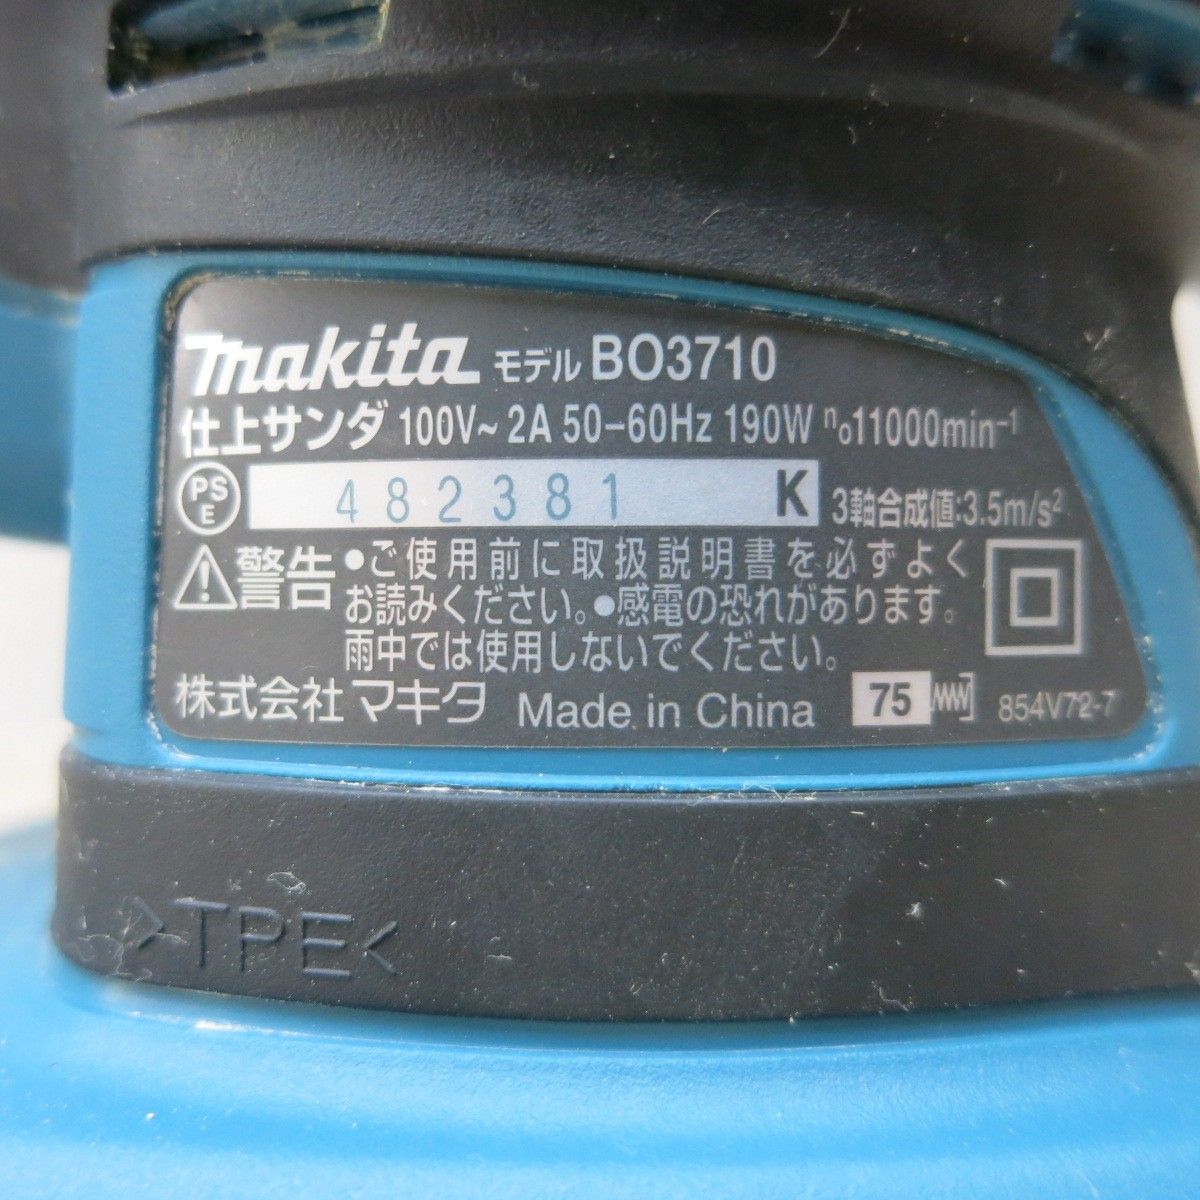 makita モデル BO3710
仕上サンダ 100V~ 2A 50-60Hz 190W n₀11000min⁻¹
PS E 482381 K 3軸合成値:3.5m/s²
警告 ●ご使用前に取扱説明書を必ずよく
お読みください。●感電の恐れがあります。
雨中では使用しないでください。
株式会社 マキタ Made in China 75 854V72-7
>TPE<